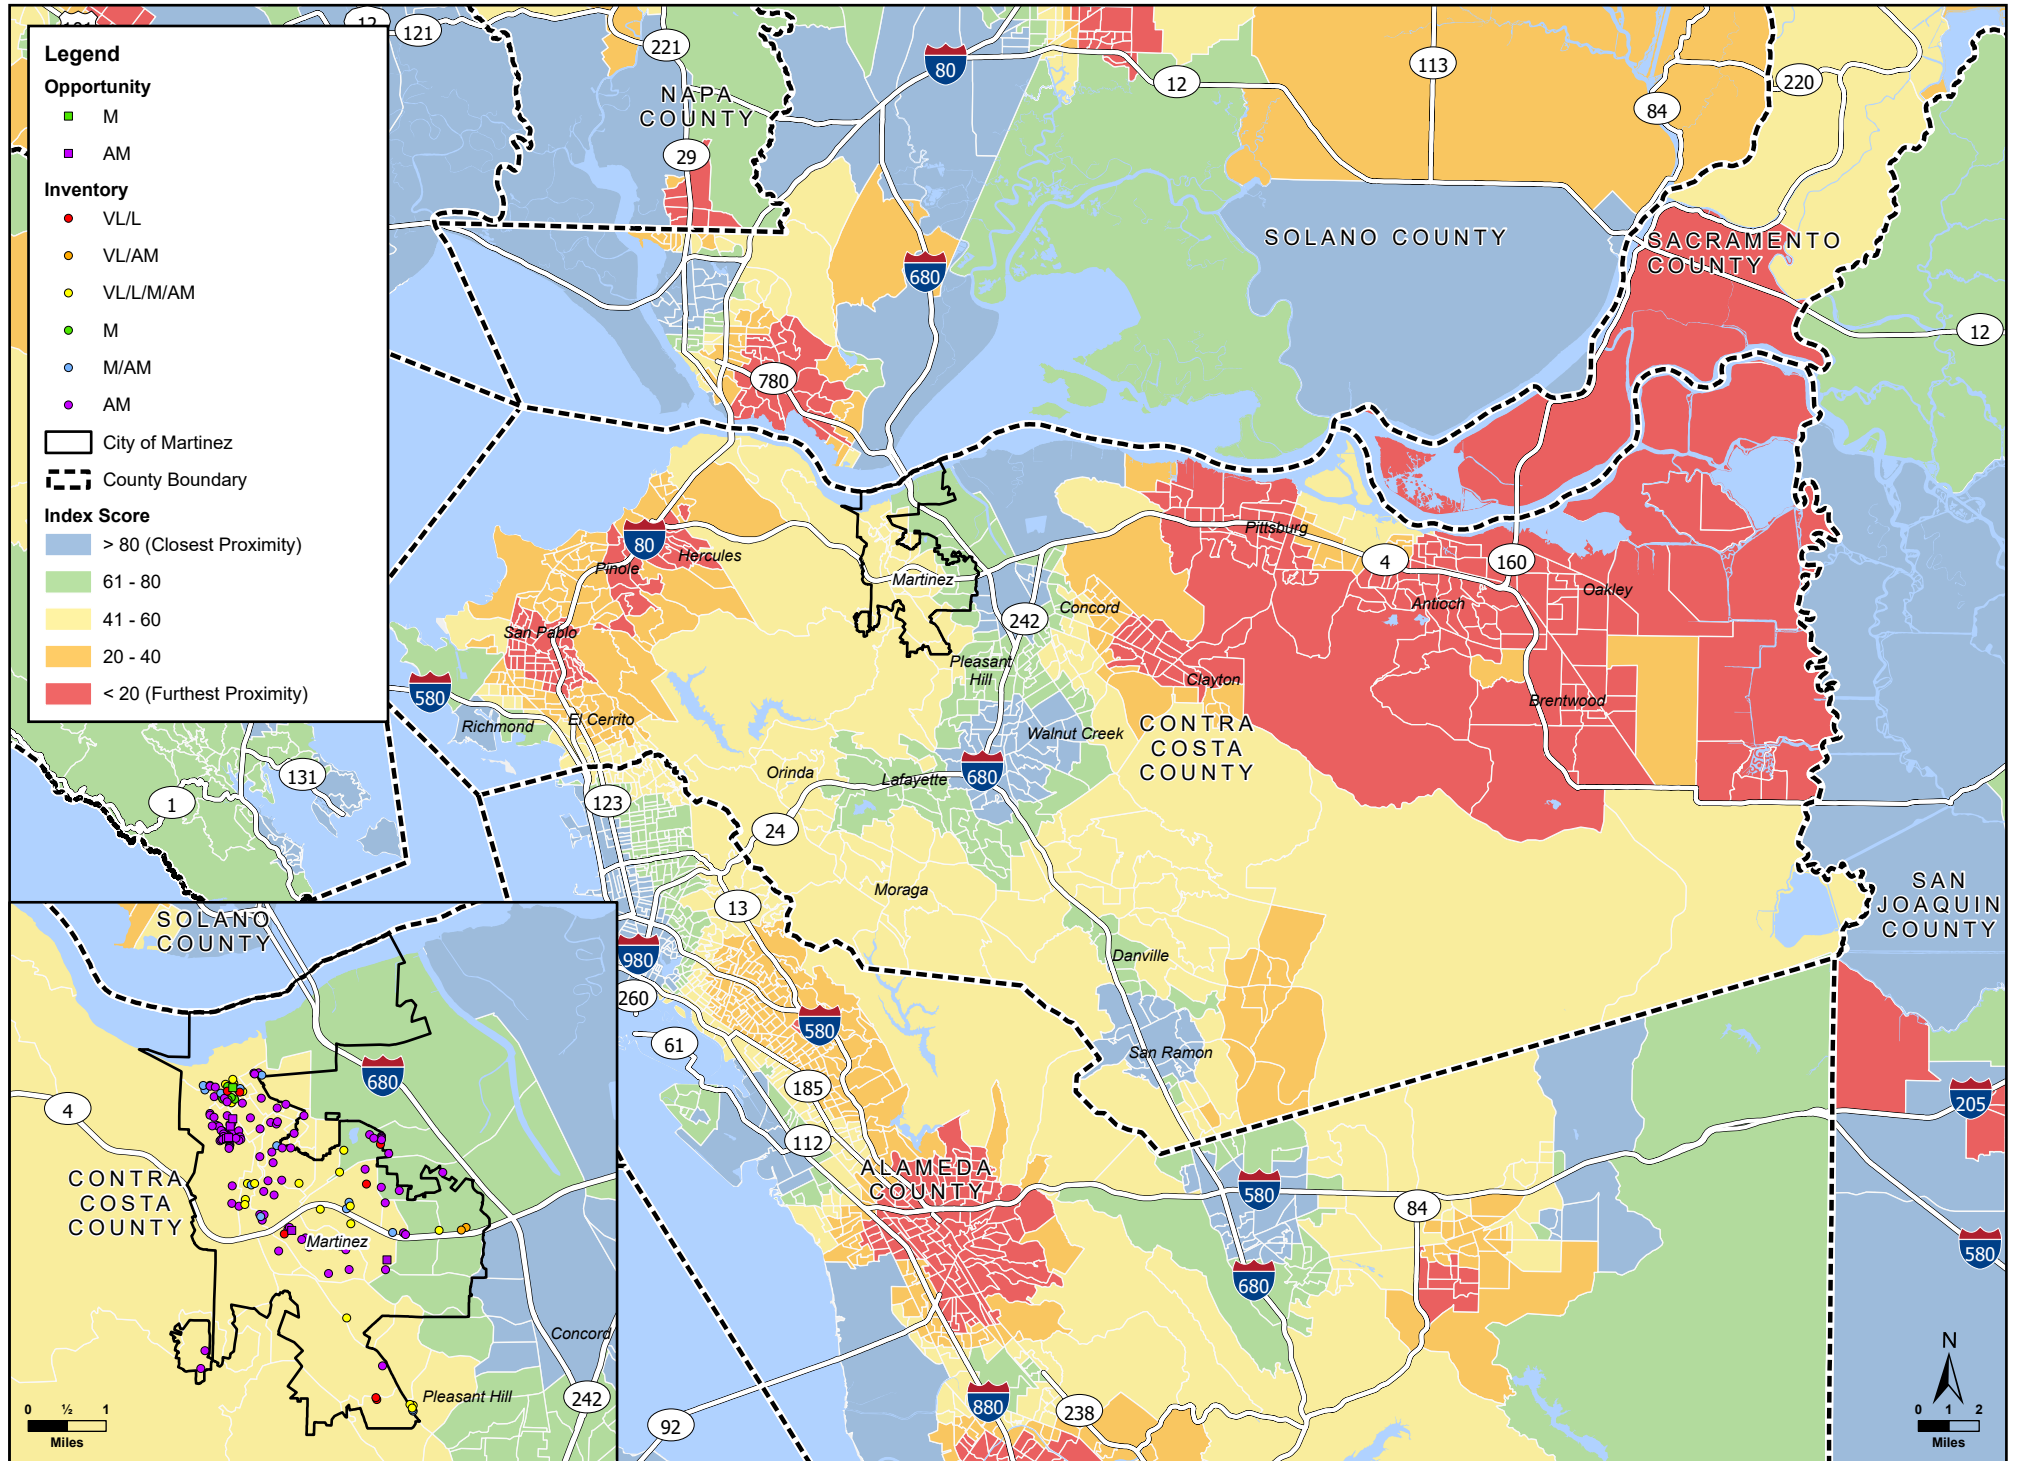 Legend
Opportunity
M
AM
Inventory
VL/L
VL/AM
VL/L/M/AM
M
M/AM
AM
City of Martinez
County Boundary
Index Score
> 80 (Closest Proximity)
61 - 80
41 - 60
20 - 40
< 20 (Furthest Proximity)
12
121
221
80
12
113
84
220
NAPA
COUNTY
29
680
SOLANO COUNTY
SACRAMENTO
COUNTY
12
780
80
Hercules
Pinole
San Pablo
580
Richmond
El Cerrito
Martinez
242
Concord
Pleasant
Hill
Clayton
Pittsburg
4
160
Antioch
Oakley
Brentwood
Walnut Creek
CONTRA
COSTA
COUNTY
680
Lafayette
Orinda
131
1
123
24
Moraga
13
980
260
Danville
San Ramon
SAN
JOAQUIN
COUNTY
580
61
185
112
205
ALAMEDA
COUNTY
580
84
580
680
880
238
92
N
0 1 2
Miles
SOLANO
COUNTY
680
4
CONTRA
COSTA
COUNTY
Martinez
Concord
Pleasant Hill
242
0 ½ 1
Miles